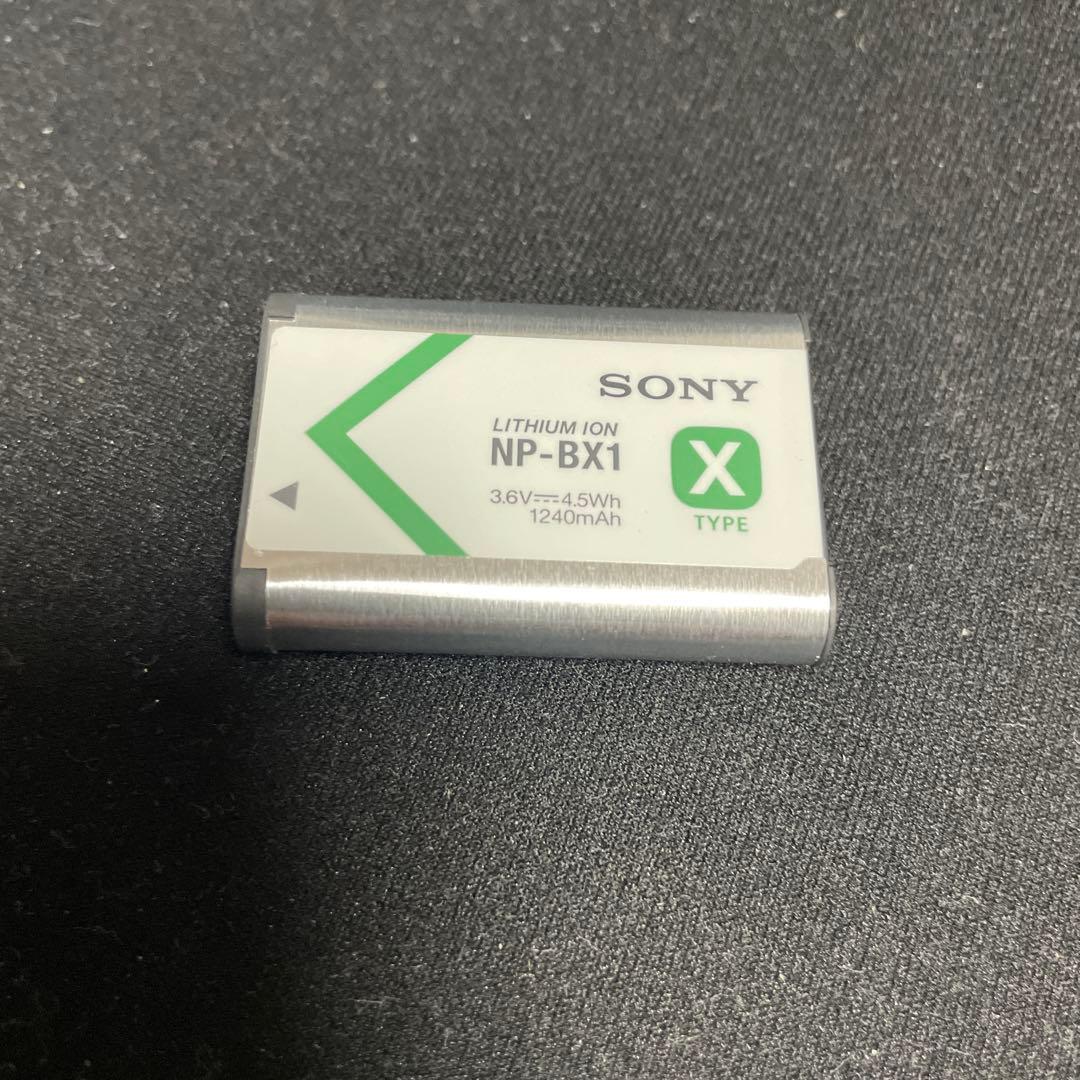 SONY
LITHIUM ION
NP-BX1
3.6V⎓4.5Wh
1240mAh
X
TYPE